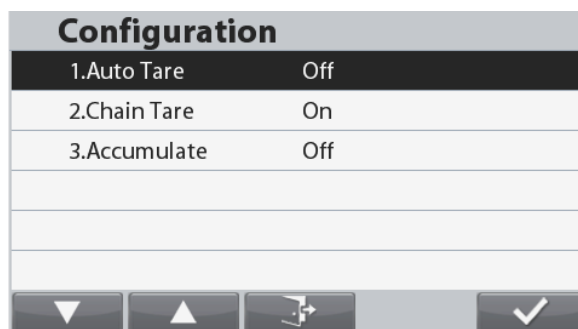 Configuration
1.Auto Tare Off
2.Chain Tare On
3.Accumulate Off